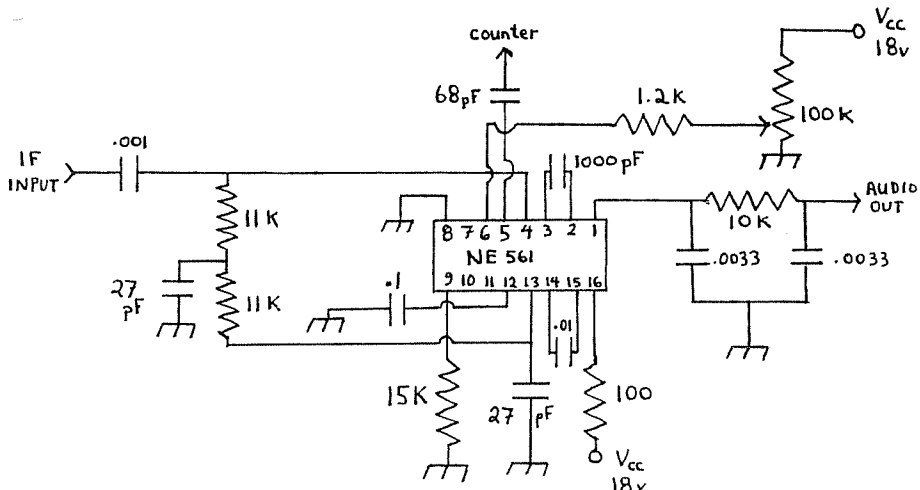 counter
Vcc
18v
68pF
1.2K
100K
.001
1000pF
IF
INPUT
11K
AUDIO
OUT
10K
8 7 6 5 4 3 2 1
NE 561
9 10 11 12 13 14 15 16
.0033
.0033
27
pF
11K
.1
.01
15K
27 pF
100
Vcc
18v